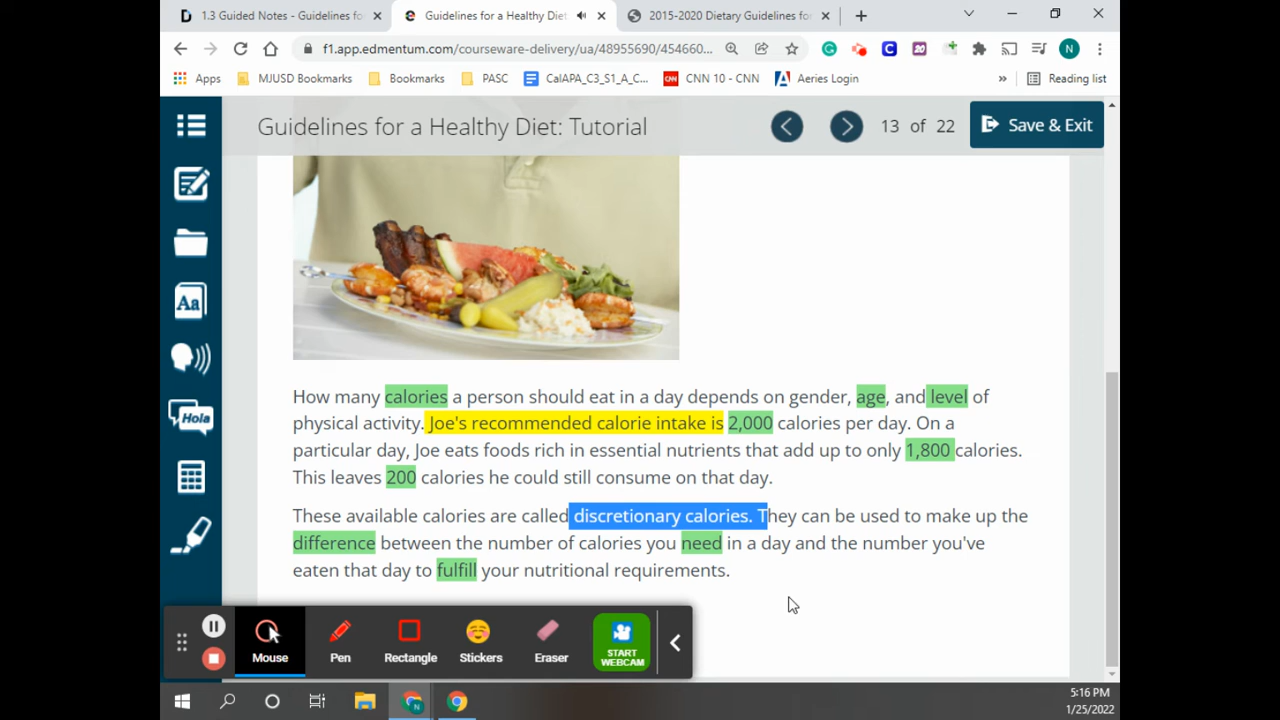 1.3 Guided Notes - Guidelines fo
Guidelines for a Healthy Diet:
2015-2020 Dietary Guidelines for
f1.app.edmentum.com/courseware-delivery/ua/48955690/454660...
N
Apps MJUSD Bookmarks Bookmarks PASC CalAPA_C3_S1_A_C... CNN 10 - CNN Aeries Login » Reading list
Guidelines for a Healthy Diet: Tutorial
13 of 22
Save & Exit
Aa
Hola
How many calories a person should eat in a day depends on gender, age, and level of
physical activity. Joe's recommended calorie intake is 2,000 calories per day. On a
particular day, Joe eats foods rich in essential nutrients that add up to only 1,800 calories.
This leaves 200 calories he could still consume on that day.
These available calories are called discretionary calories. They can be used to make up the
difference between the number of calories you need in a day and the number you've
eaten that day to fulfill your nutritional requirements.
Mouse
Pen
Rectangle
Stickers
Eraser
START
WEBCAM
5:16 PM
1/25/2022